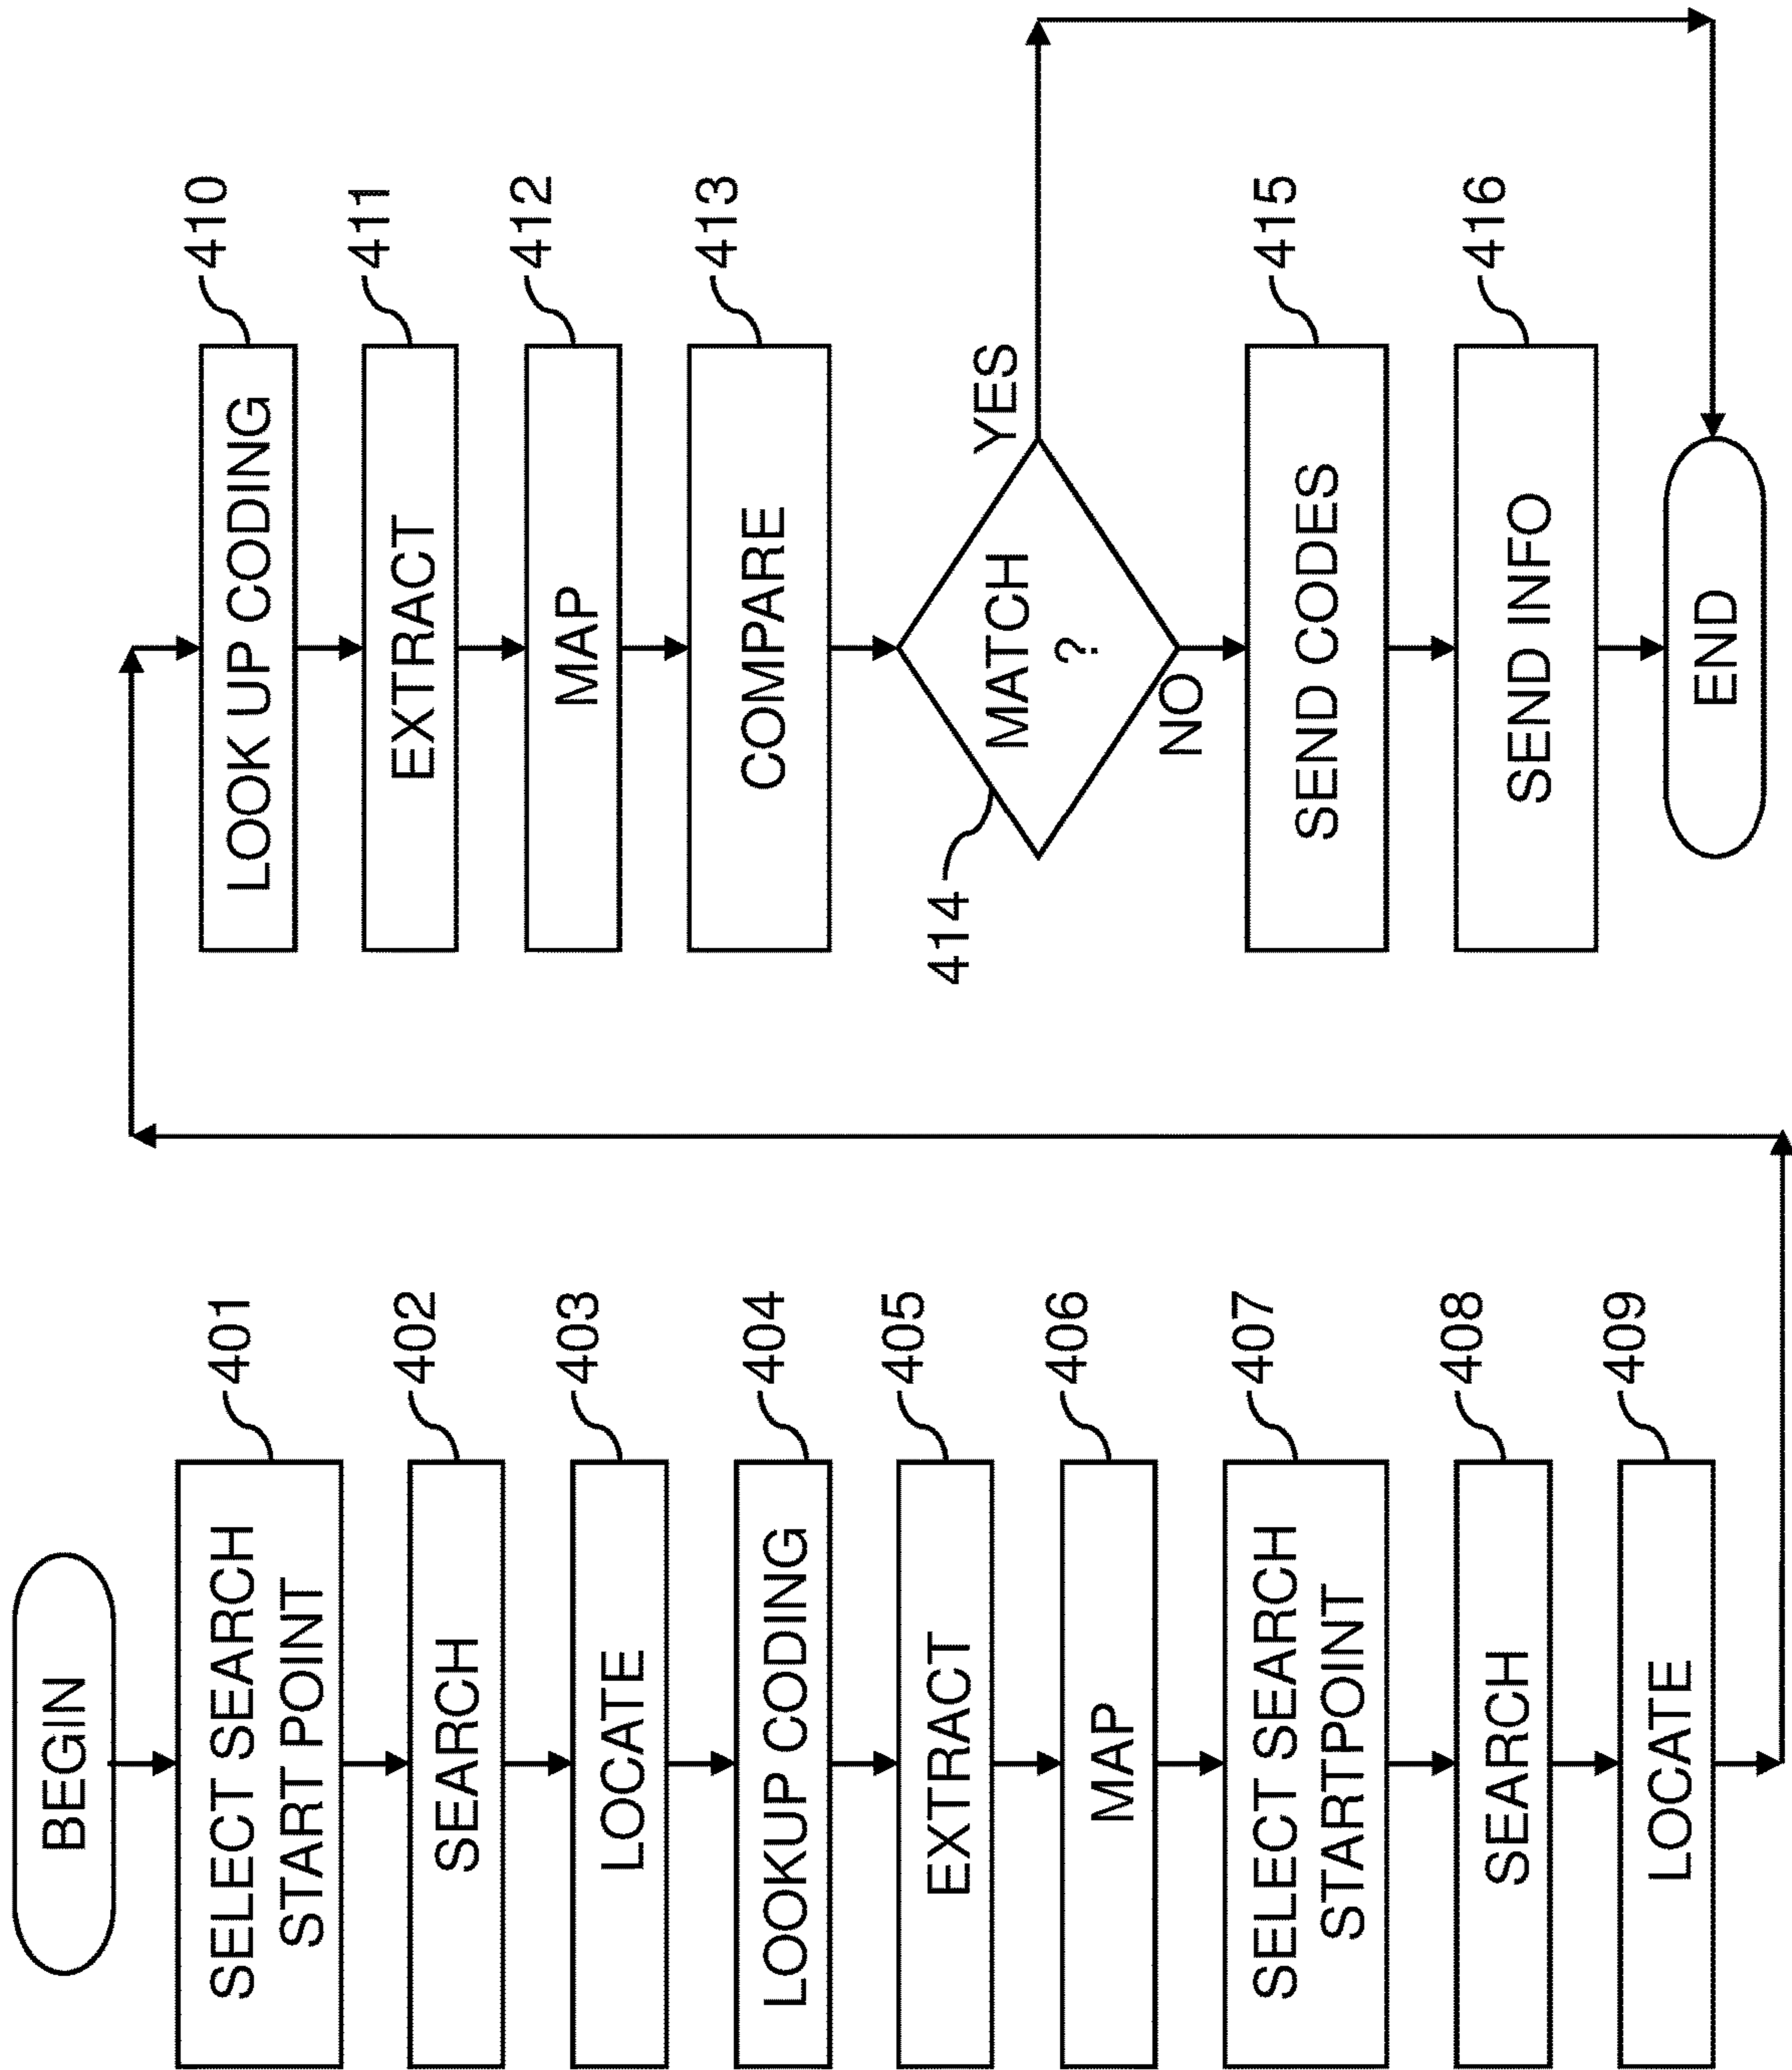 BEGIN
SELECT SEARCH
START POINT
401
SEARCH
402
LOCATE
403
LOOKUP CODING
404
EXTRACT
405
MAP
406
SELECT SEARCH
STARTPOINT
407
SEARCH
408
LOCATE
409
LOOK UP CODING
410
EXTRACT
411
MAP
412
COMPARE
413
MATCH
?
414
YES
NO
SEND CODES
415
SEND INFO
416
END